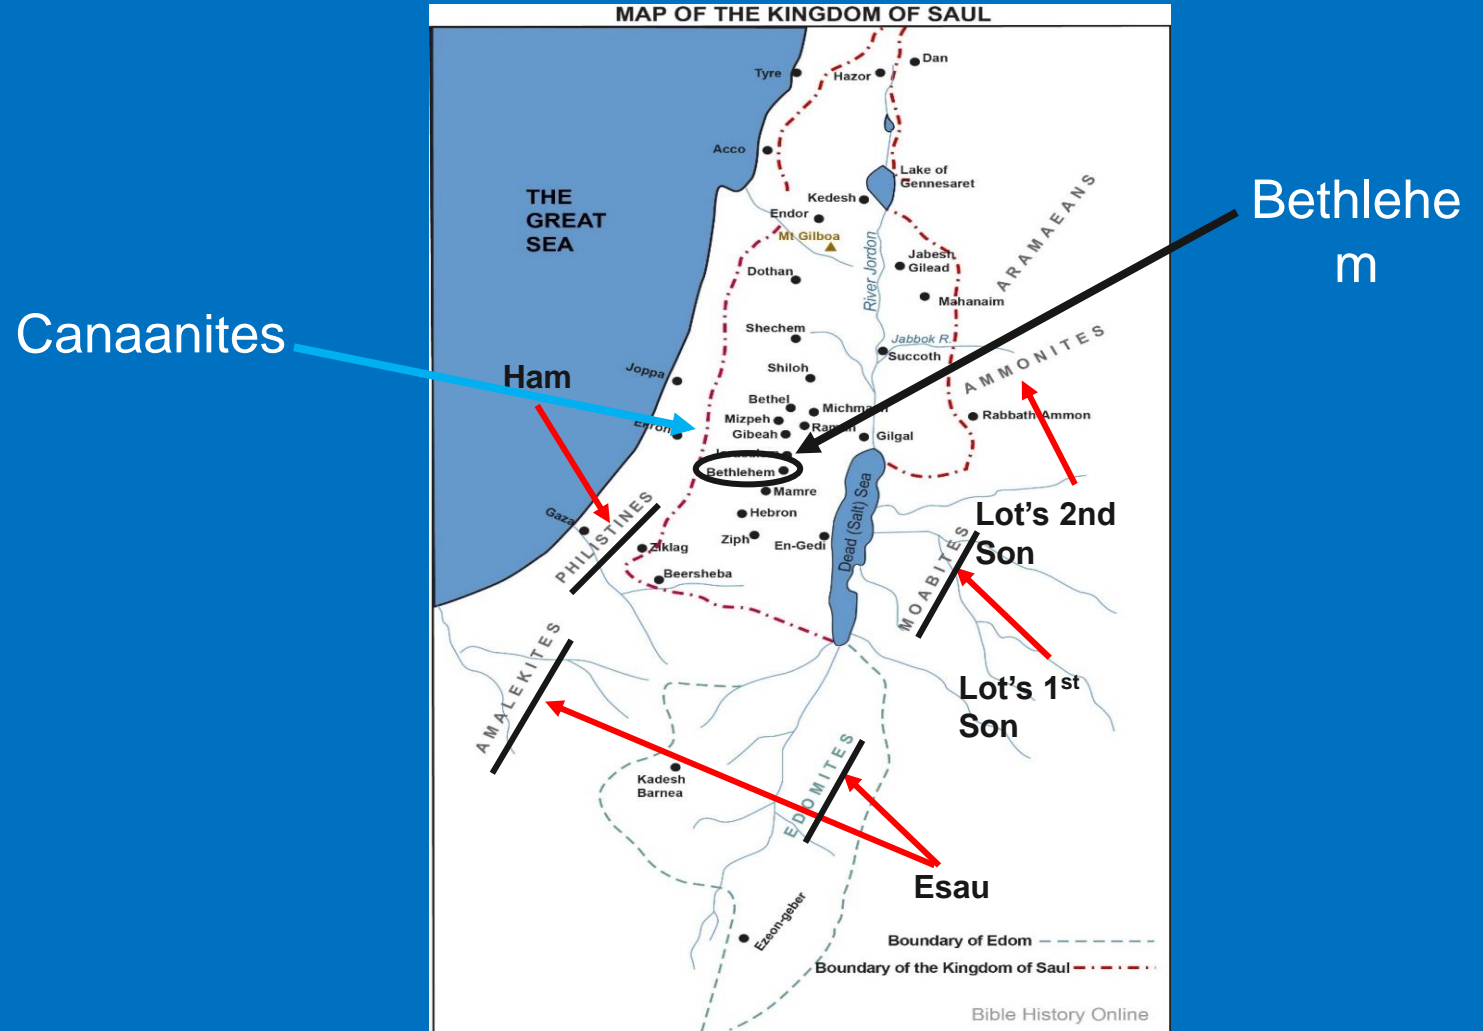 MAP OF THE KINGDOM OF SAUL
Dan
Tyre
Hazor
Acco
Lake of
Gennesaret
THE
GREAT
SEA
Kedesh
Endor
Mt Gilboa
ARAMAEANS
Bethlehe
m
River Jordon
Jabesh
Gilead
Dothan
Mahanaim
Canaanites
Shechem
Jabbok R.
Succoth
AMMONITES
Joppa
Ham
Shiloh
Bethel
Michmash
Mizpeh
Ramah
Rabbath Ammon
Ekron
Gibeah
Gilgal
Jerusalem
Bethlehem
Mamre
Dead (Salt) Sea
Hebron
Gaza
PHILISTINES
Ziklag
Ziph
En-Gedi
Lot's 2nd
Son
MOABITES
Beersheba
AMALEKITES
Lot's 1st
Son
Kadesh
Barnea
EDOMITES
Esau
Ezeon-geber
Boundary of Edom
Boundary of the Kingdom of Saul
Bible History Online